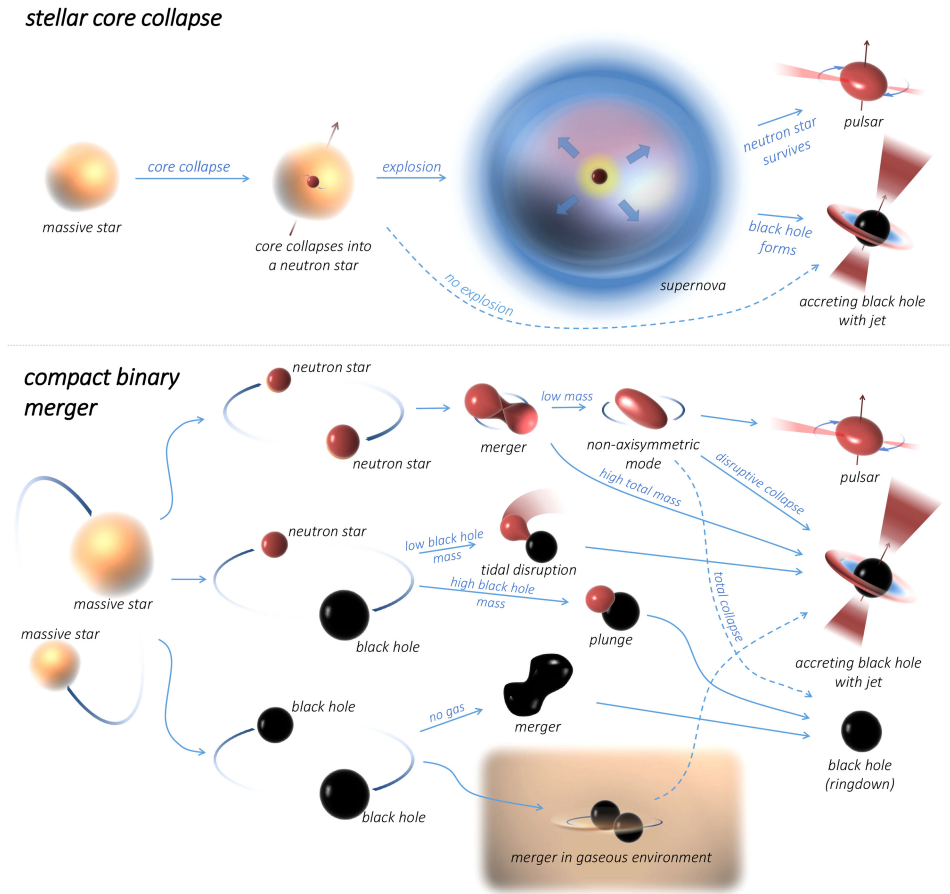 stellar core collapse
massive star
core collapse
core collapses into
a neutron star
explosion
no explosion
supernova
neutron star
survives
pulsar
black hole
forms
accreting black hole
with jet
compact binary
merger
massive star
massive star
neutron star
neutron star
merger
low mass
non-axisymmetric
mode
high total mass
disruptive collapse
total collapse
pulsar
neutron star
black hole
low black hole
mass
tidal disruption
high black hole
mass
plunge
accreting black hole
with jet
black hole
black hole
no gas
merger
merger in gaseous environment
black hole
(ringdown)